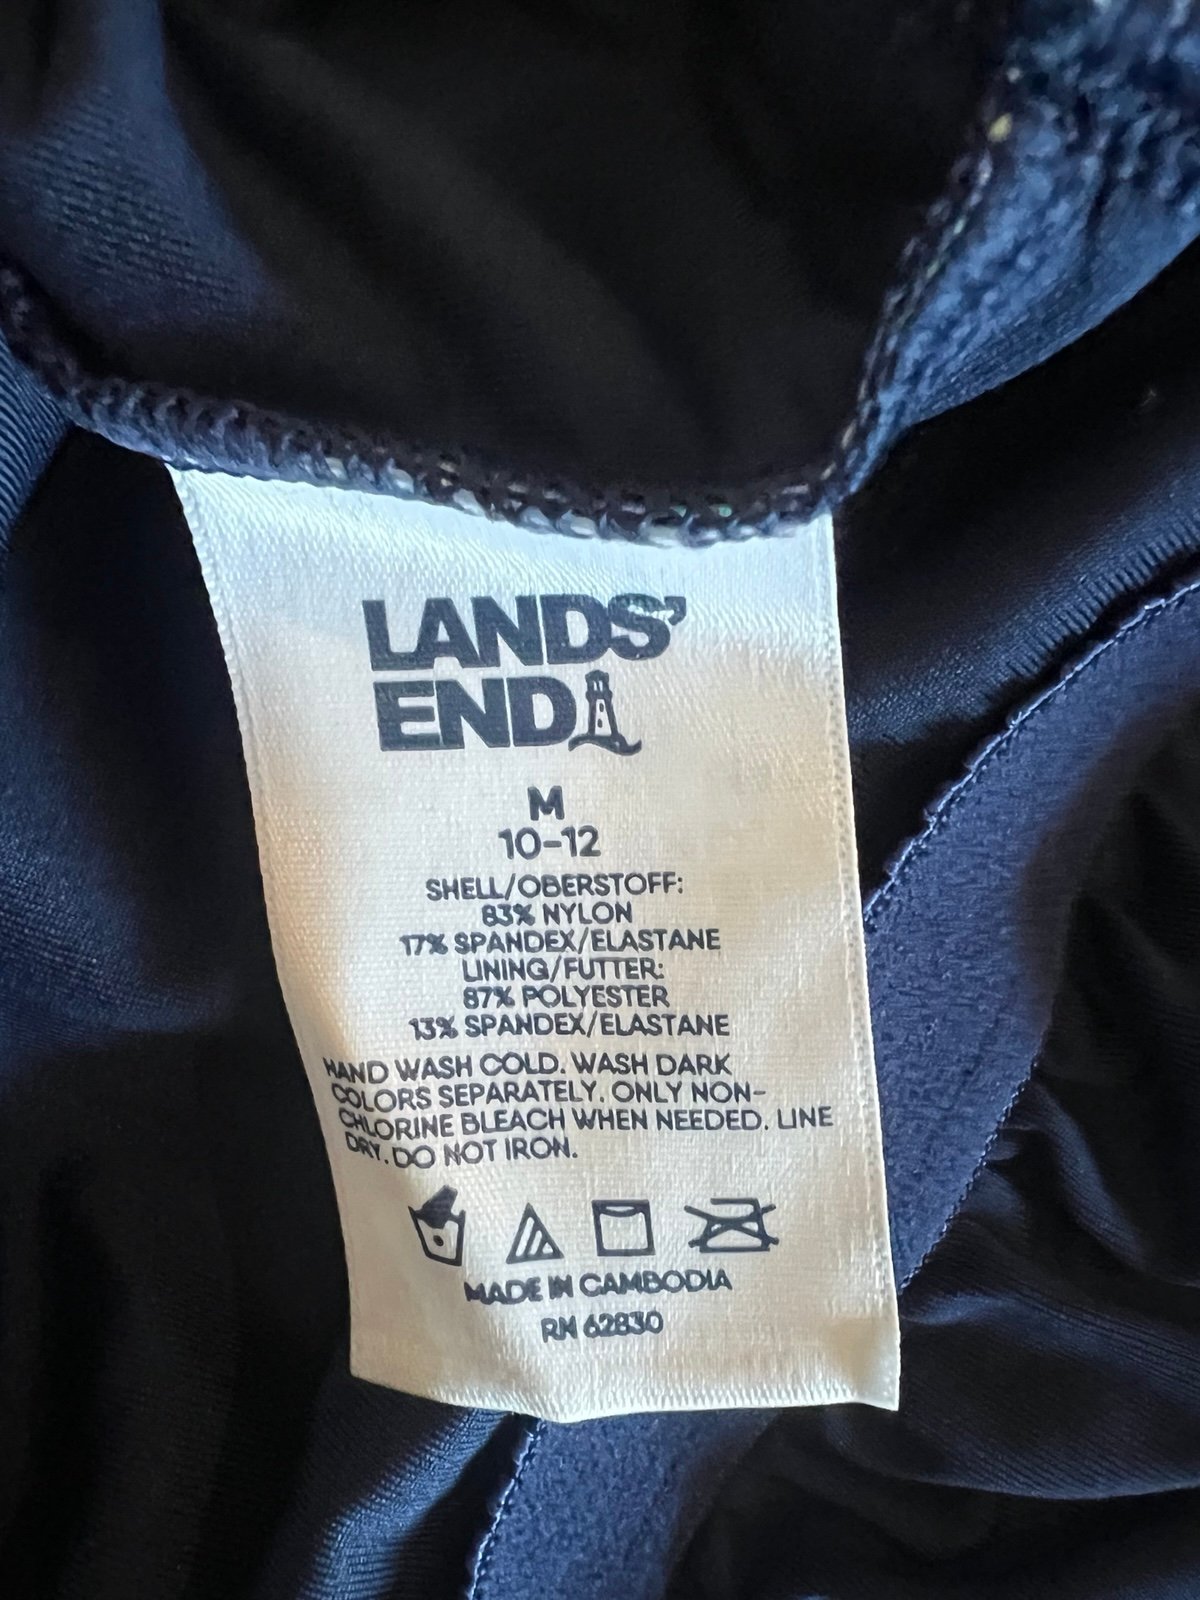 LANDS'
END
M
10-12
SHELL/OBERSTOFF:
83% NYLON
17% SPANDEX/ELASTANE
LINING/FUTTER:
87% POLYESTER
13% SPANDEX/ELASTANE
HAND WASH COLD. WASH DARK
COLORS SEPARATELY. ONLY NON-
CHLORINE BLEACH WHEN NEEDED. LINE
DRY. DO NOT IRON.
MADE IN CAMBODIA
RN 62830